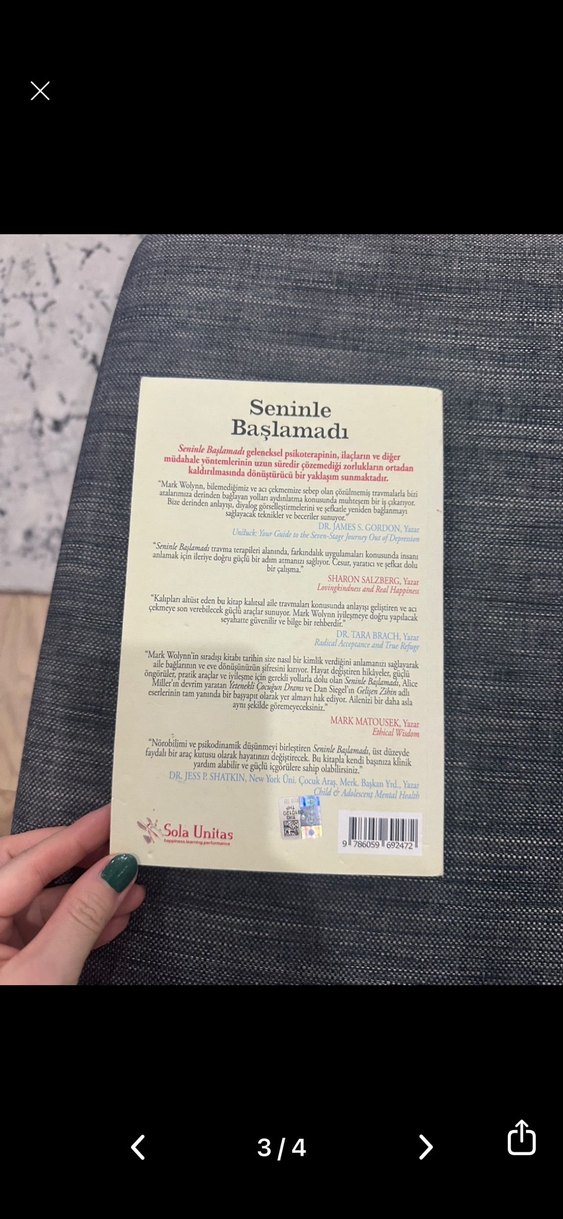 Seninle
Başlamadı
Seninle Başlamadı geleneksel psikoterapinin, ilaçların ve diğer
müdahale yöntemlerinin uzun süredir çözemediği zorlukların ortadan
kaldırılmasında dönüştürücü bir yaklaşım sunmaktadır.
"Mark Wolynn, bilemediğimiz ve acı çekmemize sebep olan çözülmemiş travmalarla bizi
atalarımıza derinden bağlayan yolları aydınlatma konusunda muhteşem bir iş çıkarıyor.
Bize derinden anlayışı, diyalog görselleştirmelerini ve şefkatle yeniden bağlanmayı
sağlayacak teknikler ve beceriler sunuyor."
DR. JAMES S. GORDON, Yazar
Unstuck: Your Guide to the Seven-Stage Journey Out of Depression
"Seninle Başlamadı travma terapileri alanında, farkındalık uygulamaları konusunda insanı
anlamak için ileriye doğru güçlü bir adım atmanızı sağlıyor. Cesur, yaratıcı ve şefkat dolu
bir çalışma."
SHARON SALZBERG, Yazar
Lovingkindness and Real Happiness
"Kalıpları altüst eden bu kitap kalıtsal aile travmaları konusunda anlayışı geliştiren ve acı
çekmeye son verebilecek güçlü araçlar sunuyor. Mark Wolynn iyileşmeye doğru yapılacak
seyahatte güvenilir ve bilge bir rehberdir."
DR. TARA BRACH, Yazar
Radical Acceptance and True Refuge
"Mark Wolynn'in sıradışı kitabı tarihin size nasıl bir kimlik verdiğini anlamanızı sağlayarak
aile bağlarının ve eve dönüşünüzün şifresini kırıyor. Hayat değiştiren hikâyeler, güçlü
öngörüler, pratik araçlar ve iyileşme için gerekli yollarla dolu olan Seninle Başlamadı, Alice
Miller'in devrim yaratan Yetenekli Çocuğun Dramı ve Dan Siegel'in Gelişen Zihin adlı
eserlerinin tam yanında bir başyapıt olarak yer almayı hak ediyor. Ailenizi bir daha asla
aynı şekilde göremeyeceksiniz."
MARK MATOUSEK, Yazar
Ethical Wisdom
"Nörobilimi ve psikodinamik düşünmeyi birleştiren Seninle Başlamadı, üst düzeyde
faydalı bir araç kutusu olarak hayatınızı değiştirecek. Bu kitapla kendi başınıza klinik
yardım alabilir ve güçlü içgörülere sahip olabilirsiniz."
DR. JESS P. SHATKIN, New York Üni. Çocuk Araş. Merk. Başkan Yrd., Yazar
Child & Adolescent Mental Health
Sola Unitas
happiness.learning.performance
9 786059 692472
3 / 4